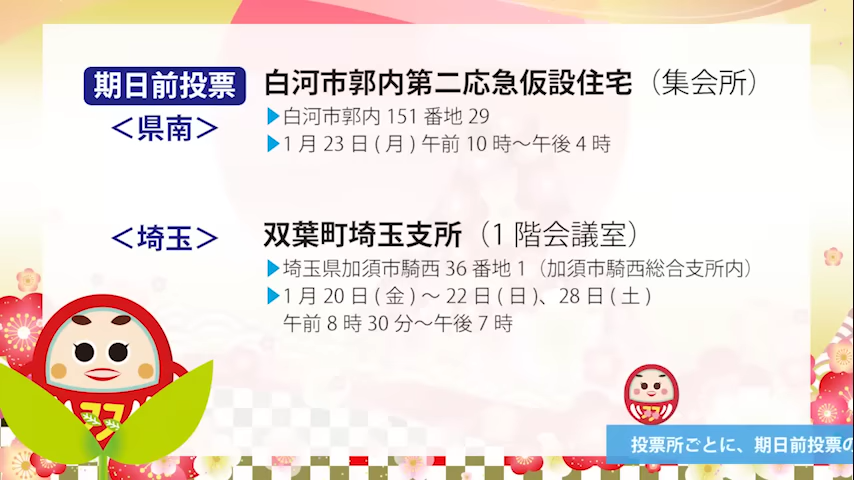 期日前投票
＜県南＞
白河市郭内第二応急仮設住宅（集会所）
▶白河市郭内 151 番地 29
▶1 月 23 日 ( 月 ) 午前 10 時～午後 4 時
＜埼玉＞
双葉町埼玉支所（1 階会議室）
▶埼玉県加須市騎西 36 番地 1（加須市騎西総合支所内）
▶1 月 20 日 ( 金 ) ～ 22 日 ( 日 )、28 日 ( 土 )
午前 8 時 30 分～午後 7 時
投票所ごとに、期日前投票の